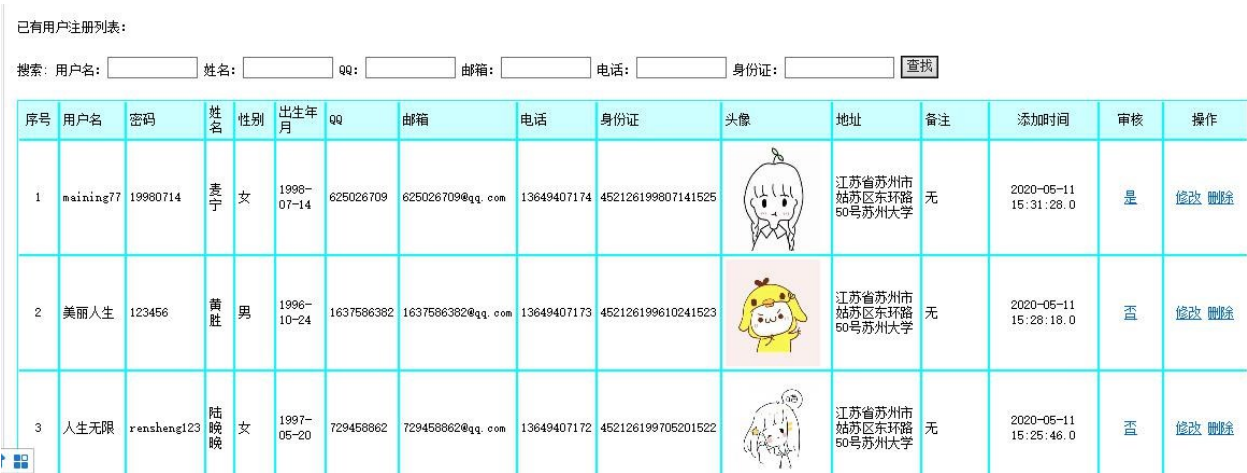 已有用户注册列表：
搜索：用户名： 姓名： QQ： 邮箱： 电话： 身份证： 查找
序号 用户名 密码 姓名 性别 出生年月 QQ 邮箱 电话 身份证 头像 地址 备注 添加时间 审核 操作
1 maining77 19980714 麦宁 女 1998-07-14 625026709 625026709@qq.com 13649407174 452126199807141525 江苏省苏州市姑苏区东环路50号苏州大学 无 2020-05-11 15:31:28.0 是 修改 删除
2 美丽人生 123456 黄胜 男 1996-10-24 1637586382 1637586382@qq.com 13649407173 452126199610241523 江苏省苏州市姑苏区东环路50号苏州大学 无 2020-05-11 15:28:18.0 否 修改 删除
3 人生无限 rensheng123 陆晚晚 女 1997-05-20 729458862 729458862@qq.com 13649407172 452126199705201522 江苏省苏州市姑苏区东环路50号苏州大学 无 2020-05-11 15:25:46.0 否 修改 删除